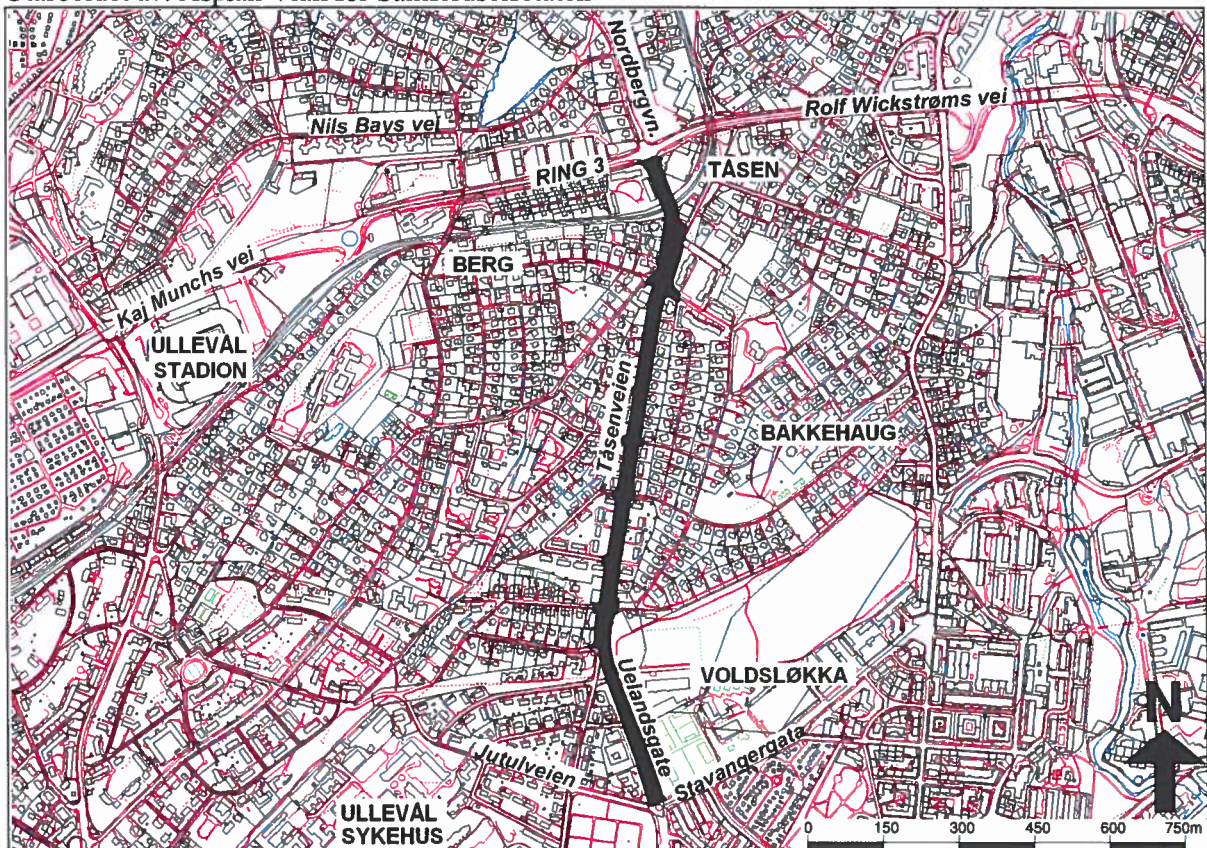 Nordbergvn.
Rolf Wickstrøms vei
Nils Bays vei
RING 3
TÅSEN
BERG
Kaj Munchs vei
ULLEVÅL
STADION
Tåsenveien
BAKKEHAUG
Uelandsgate
VOLDSLØKKA
N
Jutulveien
Stavangergata
ULLEVÅL
SYKEHUS
0 150 300 450 600 750m